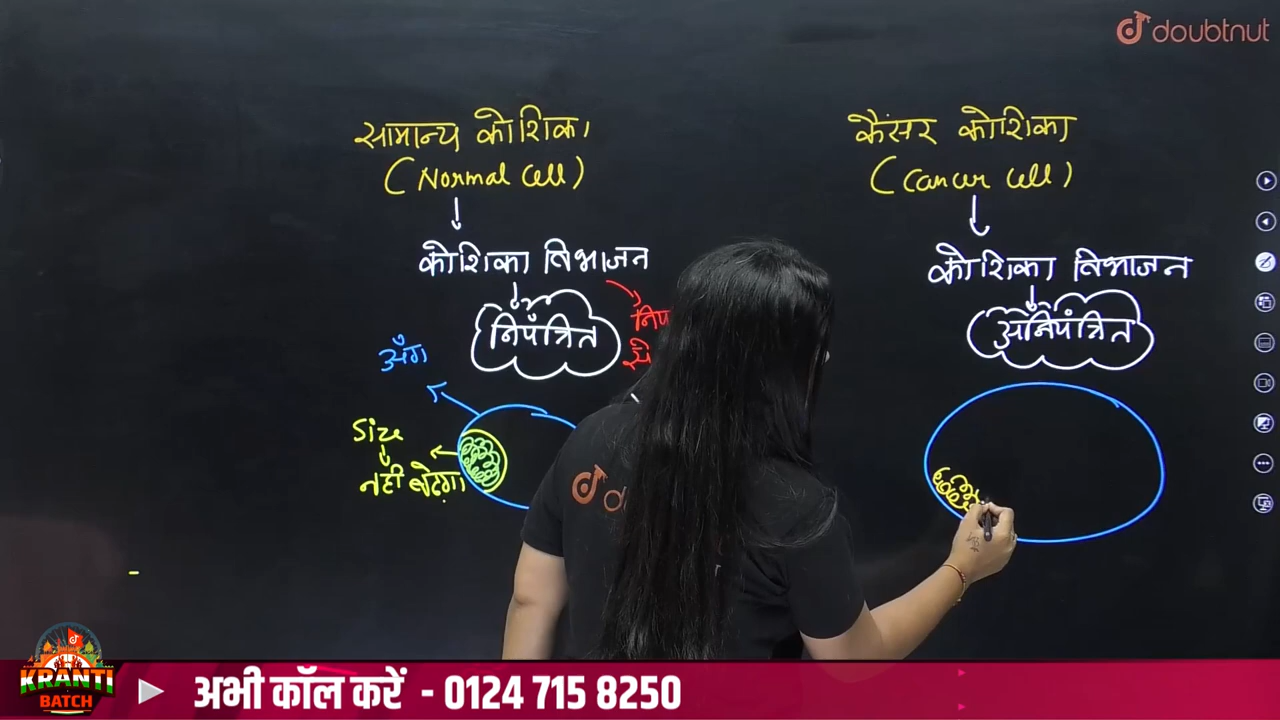 doubtnut
सामान्य कोशिका
(Normal cell)
कोशिका विभाजन
नियंत्रित
अंग
Size
नहीं बढ़ेगा
कैंसर कोशिका
(Cancer cell)
कोशिका विभाजन
अनियंत्रित
KRANTI
BATCH
अभी कॉल करें - 0124 715 8250